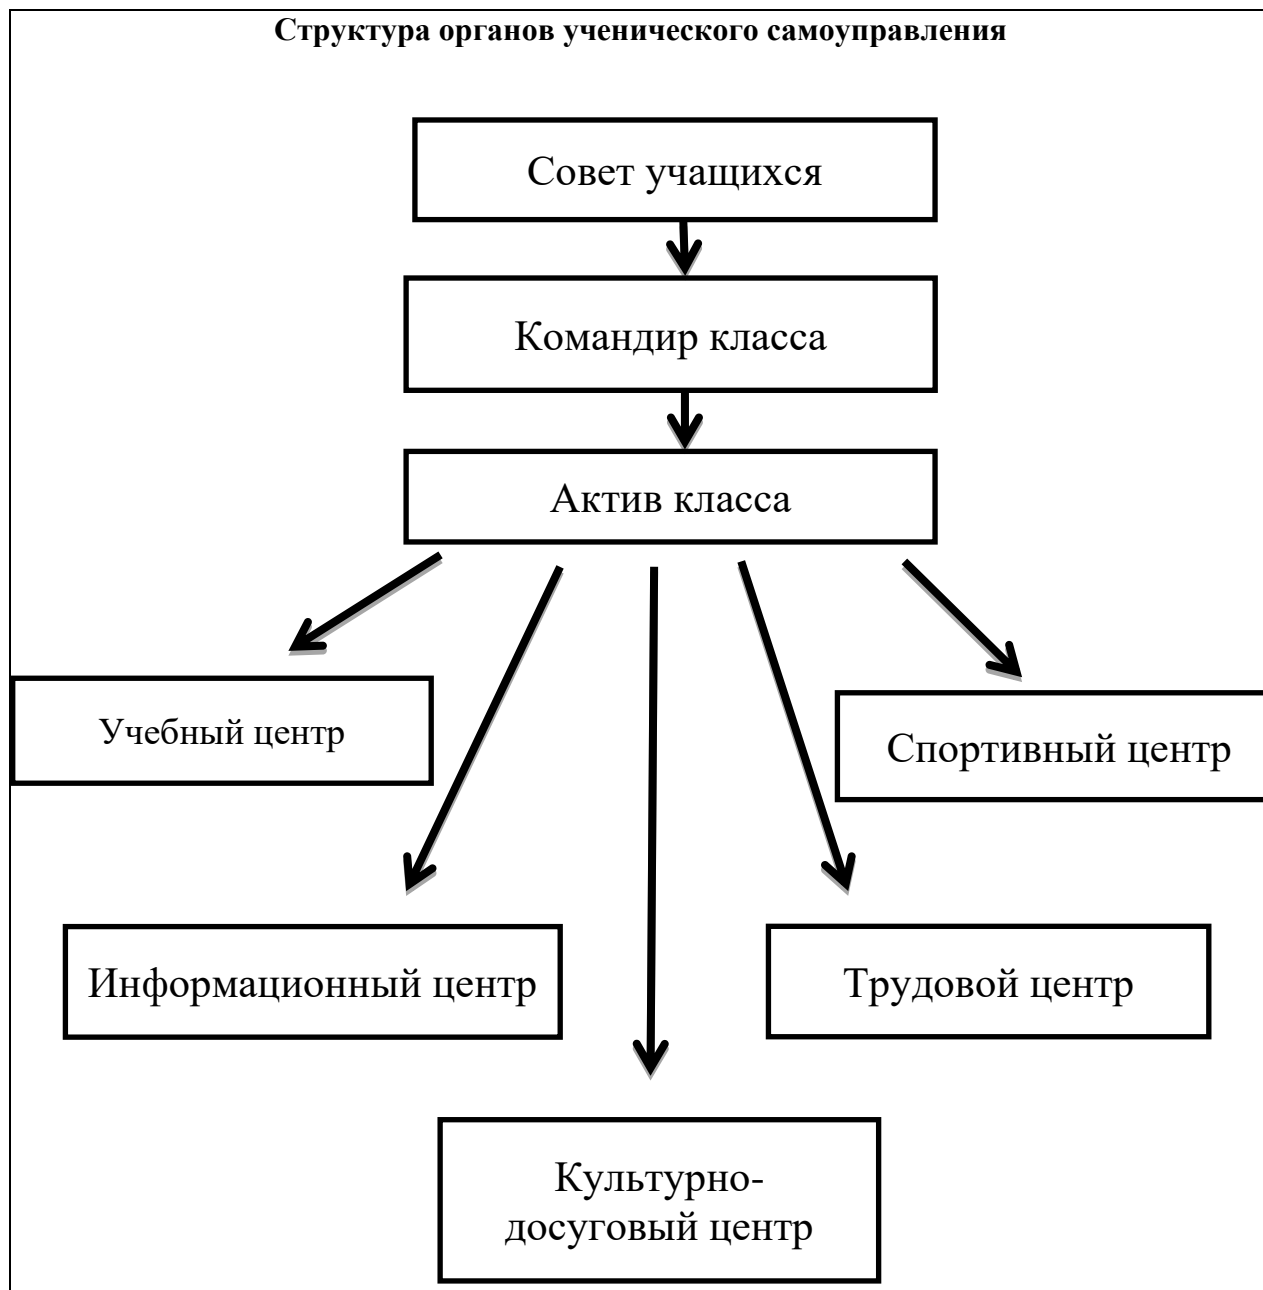 Структура органов ученического самоуправления
Совет учащихся
Командир класса
Актив класса
Учебный центр
Спортивный центр
Информационный центр
Трудовой центр
Культурно-
досуговый центр